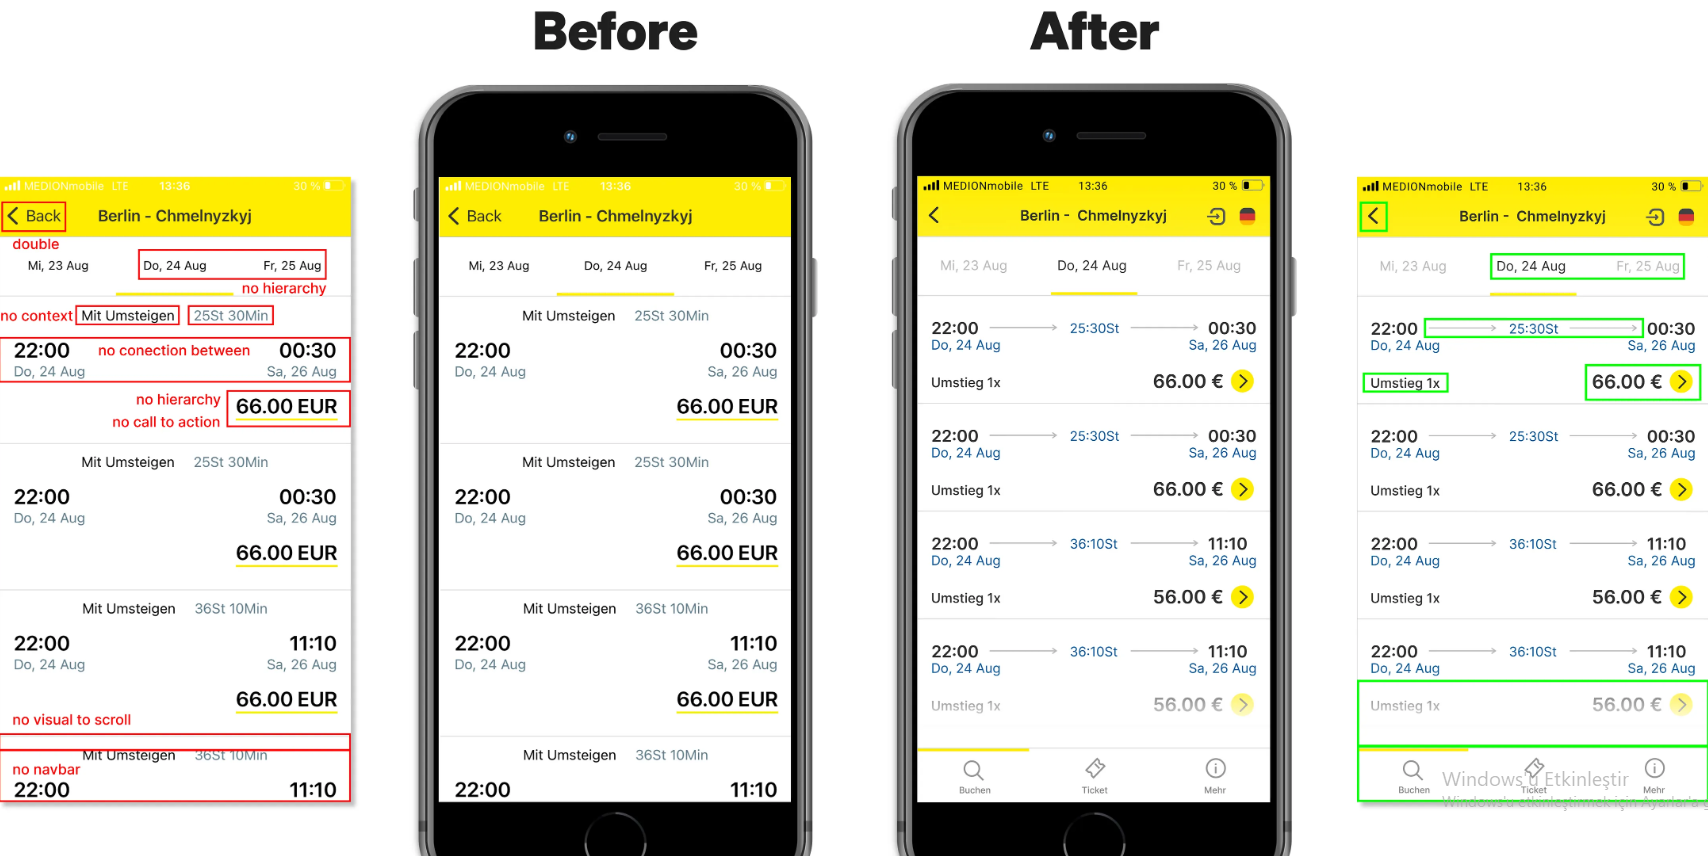 Before
After
MEDIONmobile LTE 13:36 30 %
Back Berlin - Chmelnyzkyj
double
Mi, 23 Aug Do, 24 Aug Fr, 25 Aug
no hierarchy
no context Mit Umsteigen 25St 30Min
22:00 no conection between 00:30
Do, 24 Aug Sa, 26 Aug
no hierarchy
66.00 EUR
no call to action
Mit Umsteigen 25St 30Min
22:00 00:30
Do, 24 Aug Sa, 26 Aug
66.00 EUR
Mit Umsteigen 36St 10Min
22:00 11:10
Do, 24 Aug Sa, 26 Aug
66.00 EUR
no visual to scroll
Mit Umsteigen 36St 10Min
no navbar
22:00 11:10
MEDIONmobile LTE 13:36 30 %
Back Berlin - Chmelnyzkyj
Mi, 23 Aug Do, 24 Aug Fr, 25 Aug
Mit Umsteigen 25St 30Min
22:00 00:30
Do, 24 Aug Sa, 26 Aug
66.00 EUR
Mit Umsteigen 25St 30Min
22:00 00:30
Do, 24 Aug Sa, 26 Aug
66.00 EUR
Mit Umsteigen 36St 10Min
22:00 11:10
Do, 24 Aug Sa, 26 Aug
66.00 EUR
Mit Umsteigen 36St 10Min
22:00 11:10
MEDIONmobile LTE 13:36 30 %
Berlin - Chmelnyzkyj
Mi, 23 Aug Do, 24 Aug Fr, 25 Aug
22:00 25:30St 00:30
Do, 24 Aug Sa, 26 Aug
Umstieg 1x 66.00 €
22:00 25:30St 00:30
Do, 24 Aug Sa, 26 Aug
Umstieg 1x 66.00 €
22:00 36:10St 11:10
Do, 24 Aug Sa, 26 Aug
Umstieg 1x 56.00 €
22:00 36:10St 11:10
Do, 24 Aug Sa, 26 Aug
Umstieg 1x 56.00 €
Buchen Ticket Mehr
MEDIONmobile LTE 13:36 30 %
Berlin - Chmelnyzkyj
Mi, 23 Aug Do, 24 Aug Fr, 25 Aug
22:00 25:30St 00:30
Do, 24 Aug Sa, 26 Aug
Umstieg 1x 66.00 €
22:00 25:30St 00:30
Do, 24 Aug Sa, 26 Aug
Umstieg 1x 66.00 €
22:00 36:10St 11:10
Do, 24 Aug Sa, 26 Aug
Umstieg 1x 56.00 €
22:00 36:10St 11:10
Do, 24 Aug Sa, 26 Aug
Umstieg 1x 56.00 €
Windows'u Etkinleştir
Buchen Ticket Mehr
Windows'u etkinleştirmek için Ayarlar'a